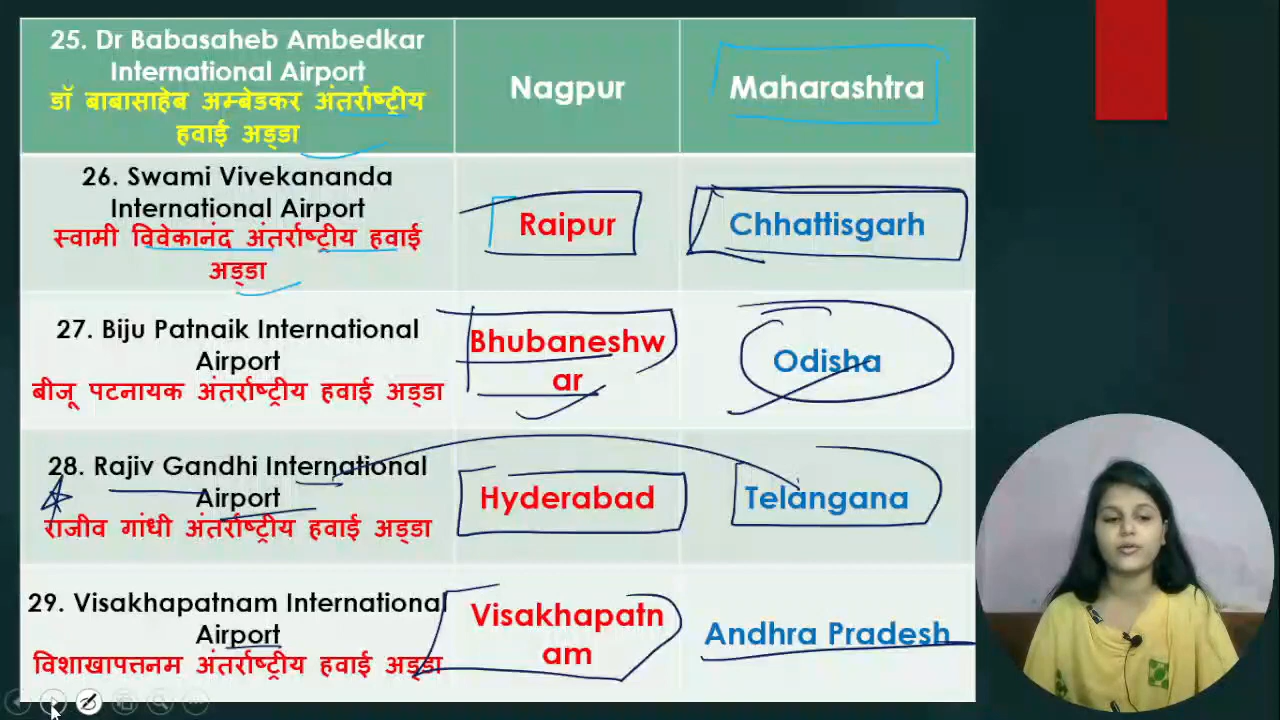 25. Dr Babasaheb Ambedkar
International Airport
डॉ बाबासाहेब अम्बेडकर अंतर्राष्ट्रीय
हवाई अड्डा
Nagpur
Maharashtra
26. Swami Vivekananda
International Airport
स्वामी विवेकानंद अंतर्राष्ट्रीय हवाई
अड्डा
Raipur
Chhattisgarh
27. Biju Patnaik International
Airport
बीजू पटनायक अंतर्राष्ट्रीय हवाई अड्डा
Bhubaneshw
ar
Odisha
28. Rajiv Gandhi International
Airport
राजीव गांधी अंतर्राष्ट्रीय हवाई अड्डा
Hyderabad
Telangana
29. Visakhapatnam International
Airport
विशाखापत्तनम अंतर्राष्ट्रीय हवाई अड्डा
Visakhapatn
am
Andhra Pradesh